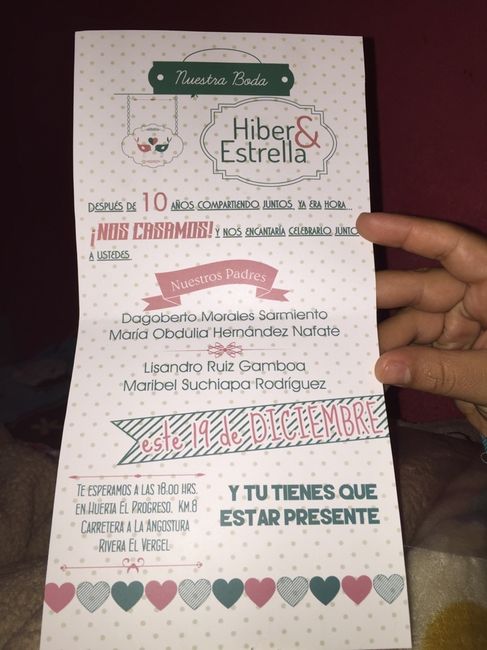 Nuestra Boda
Hiber &
Estrella
Después de 10 años compartiendo juntos, ya era hora...
¡NOS CASAMOS! y nos encantaría celebrarlo junto
a ustedes
Nuestros Padres
Dagoberto Morales Sarmiento
María Obdulia Hernández Nafate
Lisandro Ruiz Gamboa
Maribel Suchiapa Rodríguez
este 19 de DICIEMBRE
Te esperamos a las 18:00 hrs.
en Huerta El Progreso, Km.8
Carretera a La Angostura
Rivera El Vergel
Y TU TIENES QUE
ESTAR PRESENTE